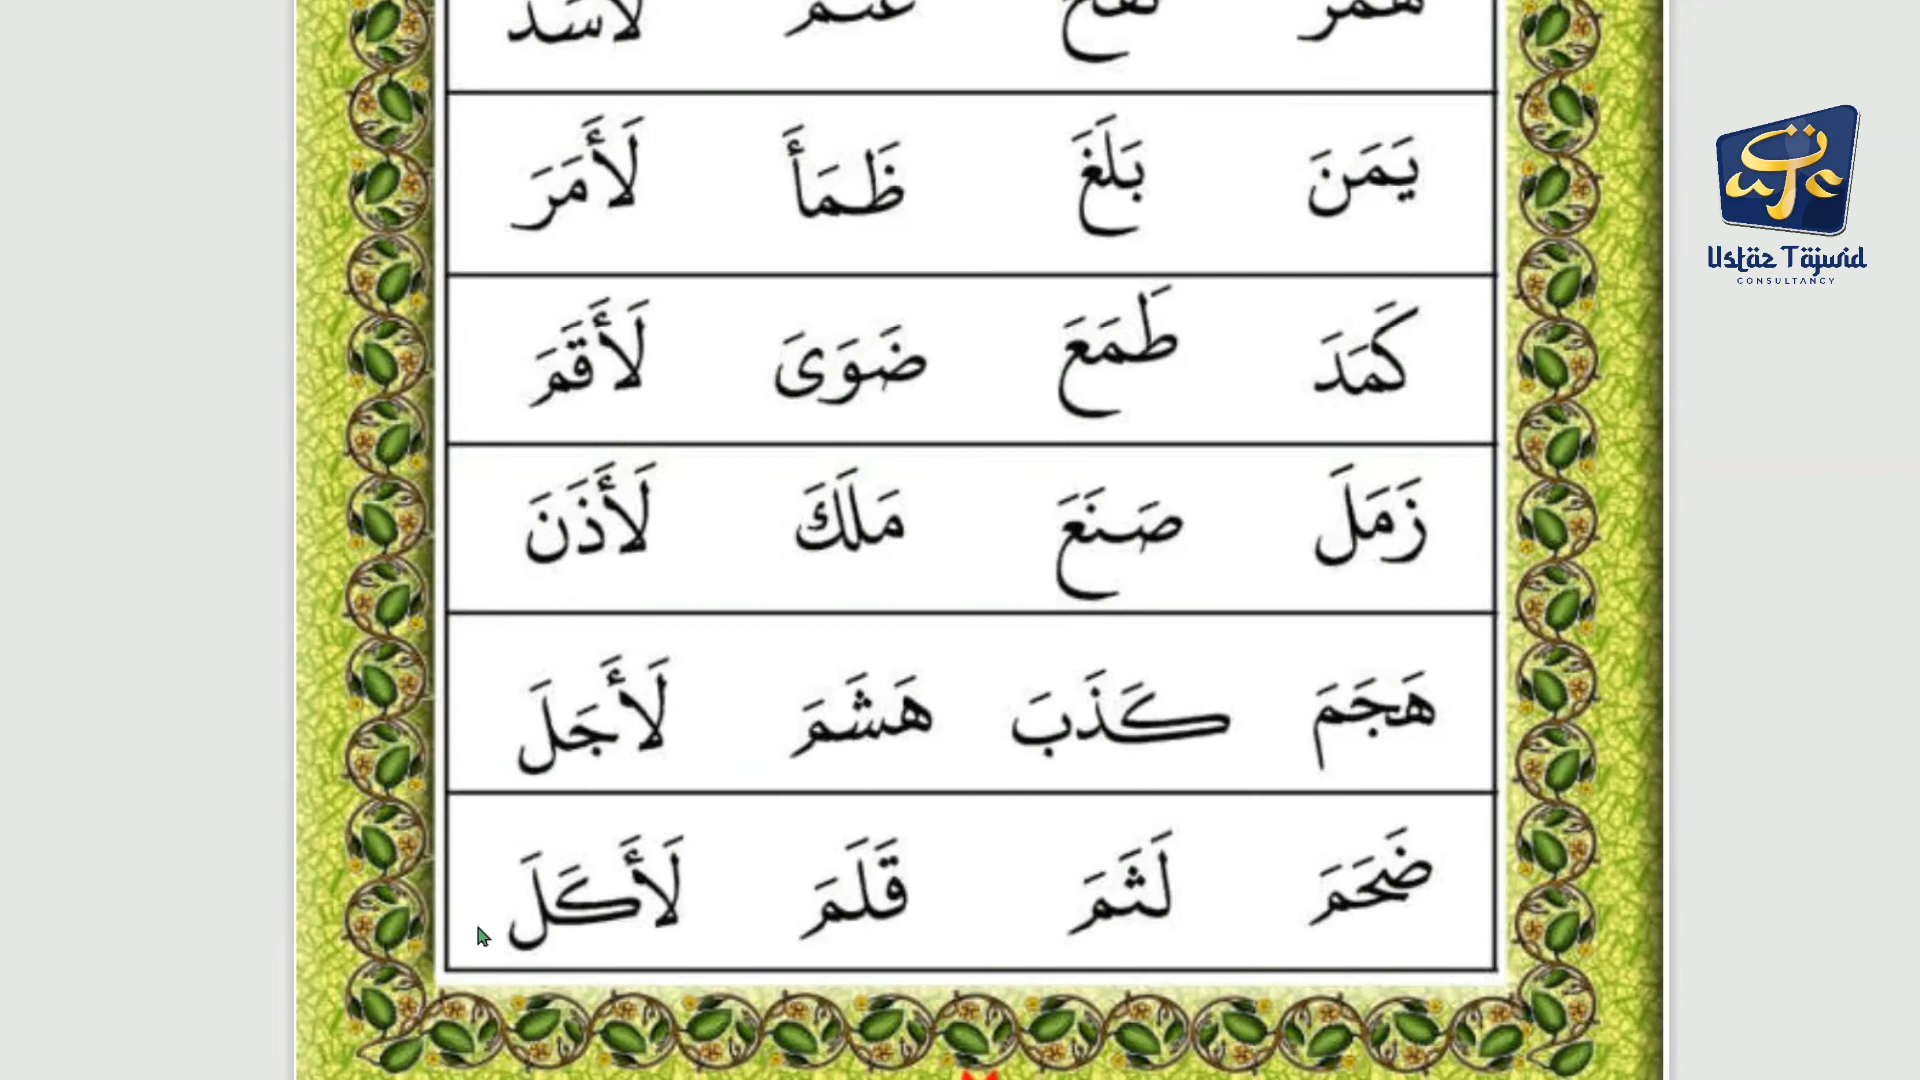 يَمَنَ بَلَغَ ظَمَأَ لَأَمَرَ
كَمَدَ طَمَعَ ضَوَىَ لَأَقَمَ
زَمَلَ صَنَعَ مَلَكَ لَأَذَنَ
هَجَمَ كَذَبَ هَشَمَ لَأَجَلَ
ضَحَمَ لَثَمَ قَلَمَ لَأَكَلَ
Ustaz Tajwid
CONSULTANCY